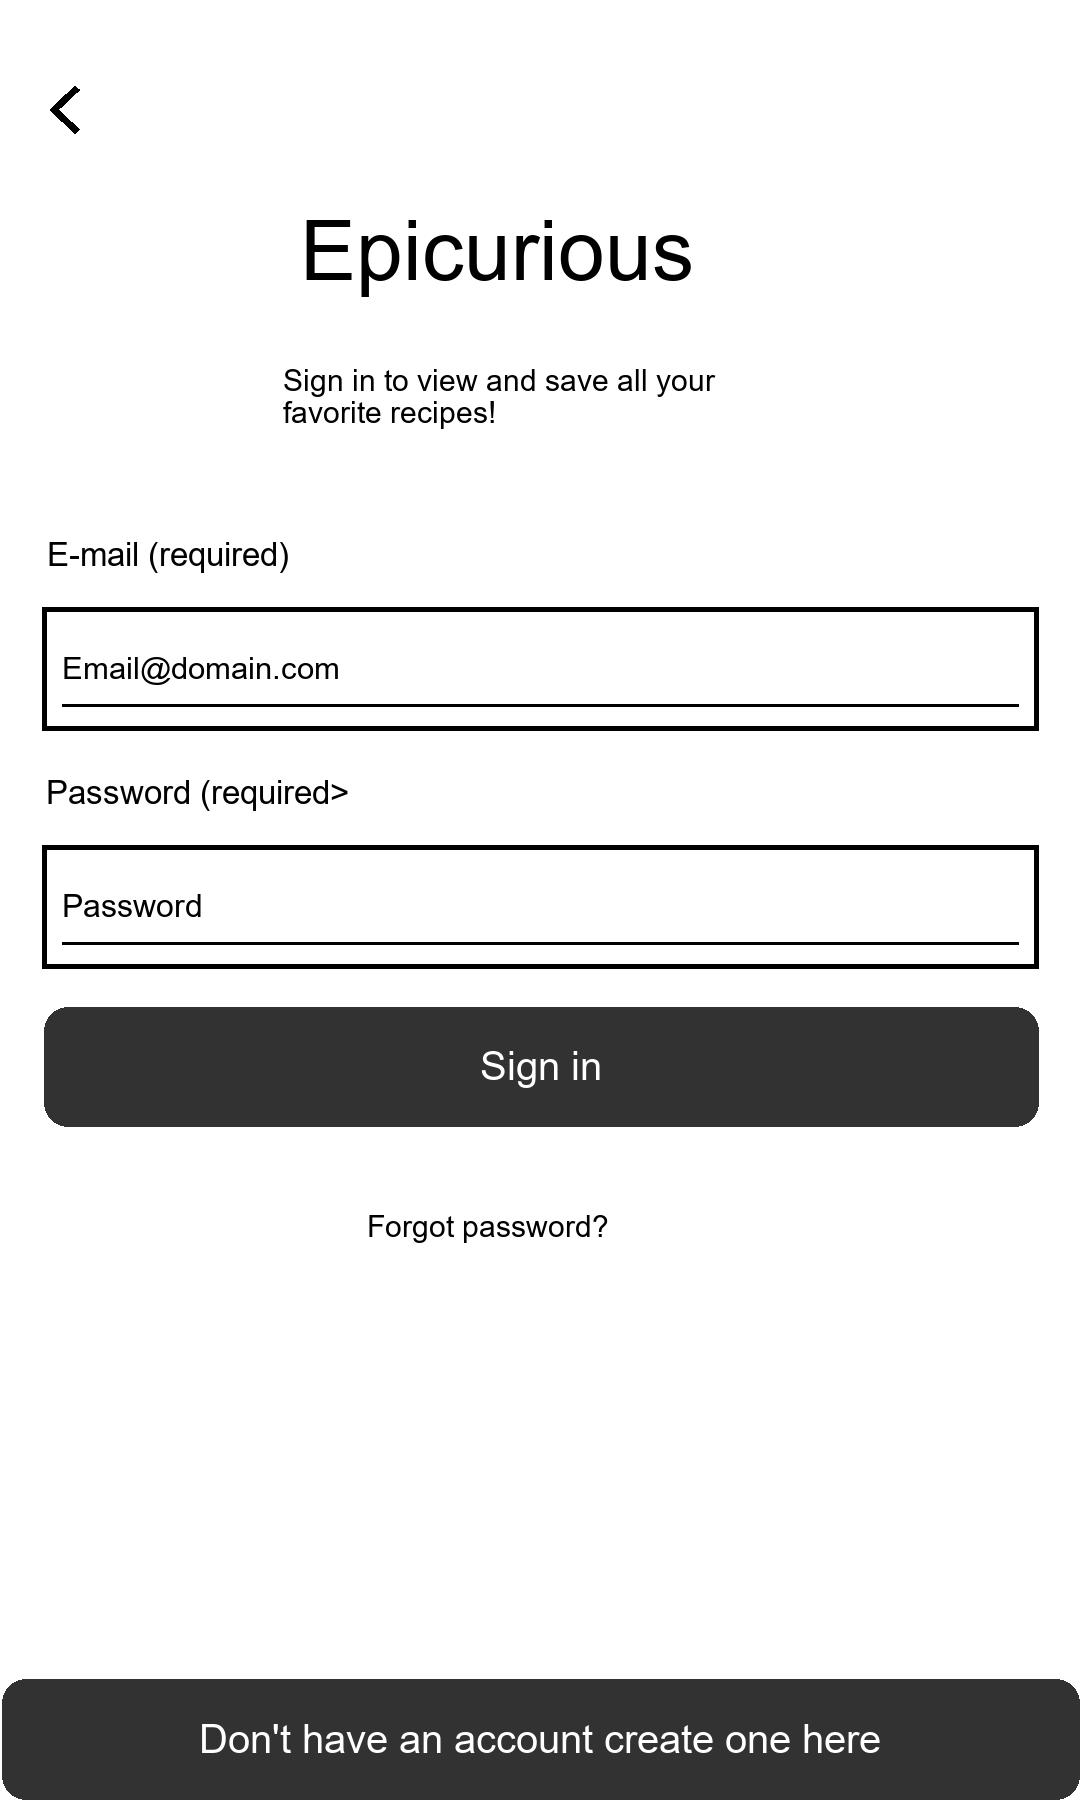 Epicurious
Sign in to view and save all your
favorite recipes!
E-mail (required)
Email@domain.com
Password (required>
Password
Sign in
Forgot password?
Don't have an account create one here